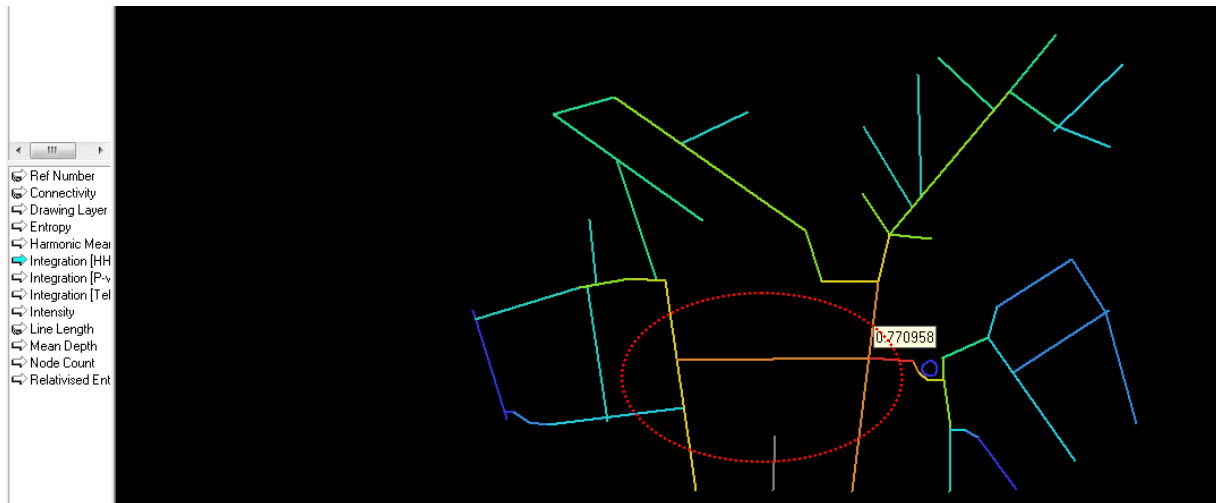 Ref Number
Connectivity
Drawing Layer
Entropy
Harmonic Mear
Integration [HH
Integration [P-v
Integration [Tel
Intensity
Line Length
Mean Depth
Node Count
Relativised Ent
0.770958